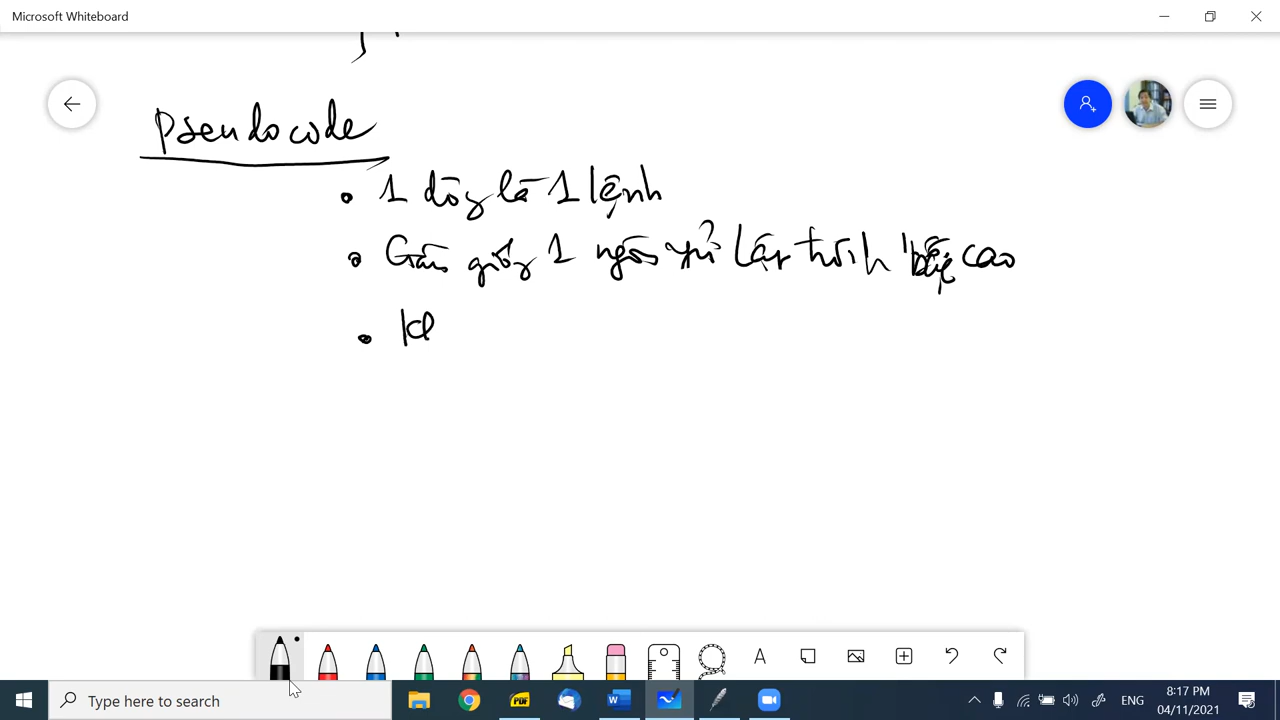 Microsoft Whiteboard
Pseudocode
• 1 dòng là 1 lệnh
• Gần giống 1 ngôn ngữ lập trình bậc cao
•
A
Type here to search
PDF
W
ENG
8:17 PM
04/11/2021